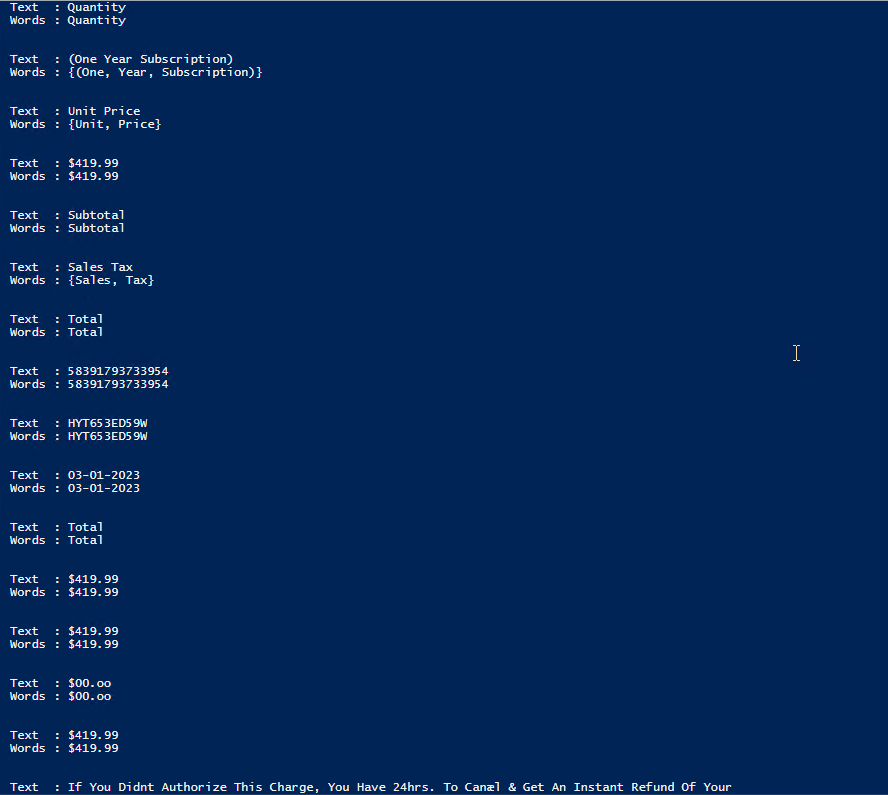 Text  : Quantity
Words : Quantity
Text  : (One Year Subscription)
Words : {(One, Year, Subscription)}
Text  : Unit Price
Words : {Unit, Price}
Text  : $419.99
Words : $419.99
Text  : Subtotal
Words : Subtotal
Text  : Sales Tax
Words : {Sales, Tax}
Text  : Total
Words : Total
Text  : 58391793733954
Words : 58391793733954
Text  : HYT653ED59W
Words : HYT653ED59W
Text  : 03-01-2023
Words : 03-01-2023
Text  : Total
Words : Total
Text  : $419.99
Words : $419.99
Text  : $419.99
Words : $419.99
Text  : $00.oo
Words : $00.oo
Text  : $419.99
Words : $419.99
Text  : If You Didnt Authorize This Charge, You Have 24hrs. To Canæl & Get An Instant Refund Of Your